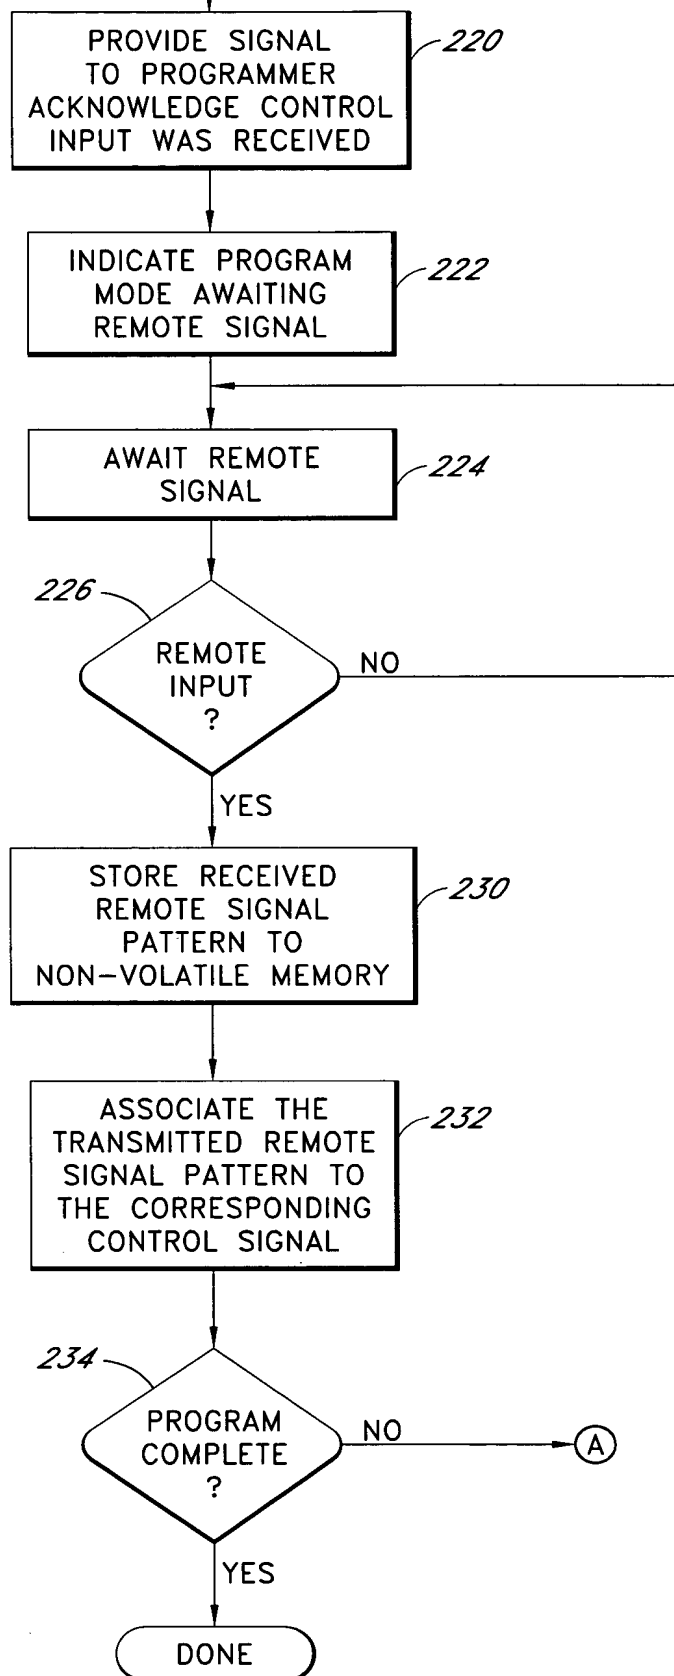 PROVIDE SIGNAL
TO PROGRAMMER
ACKNOWLEDGE CONTROL
INPUT WAS RECEIVED
220
INDICATE PROGRAM
MODE AWAITING
REMOTE SIGNAL
222
AWAIT REMOTE
SIGNAL
224
226
REMOTE
INPUT
?
NO
YES
STORE RECEIVED
REMOTE SIGNAL
PATTERN TO
NON-VOLATILE MEMORY
230
ASSOCIATE THE
TRANSMITTED REMOTE
SIGNAL PATTERN TO
THE CORRESPONDING
CONTROL SIGNAL
232
234
PROGRAM
COMPLETE
?
NO
A
YES
DONE